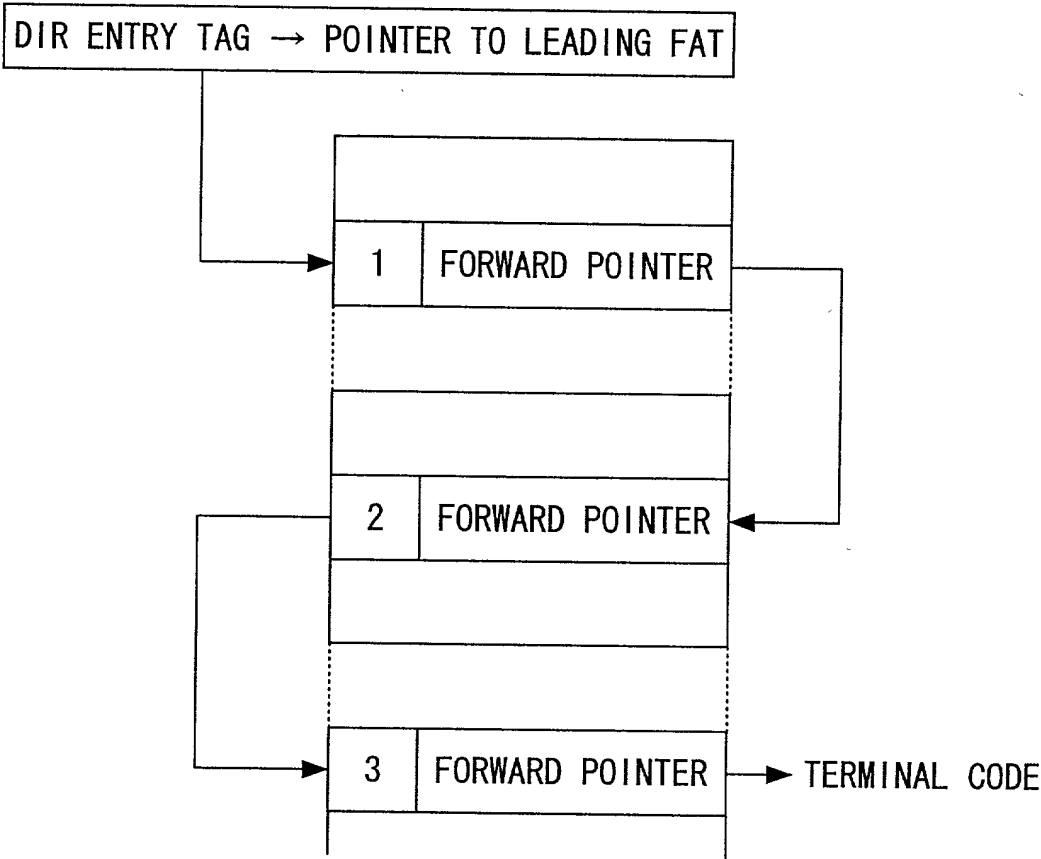 DIR ENTRY TAG → POINTER TO LEADING FAT
1 FORWARD POINTER
2 FORWARD POINTER
3 FORWARD POINTER
TERMINAL CODE